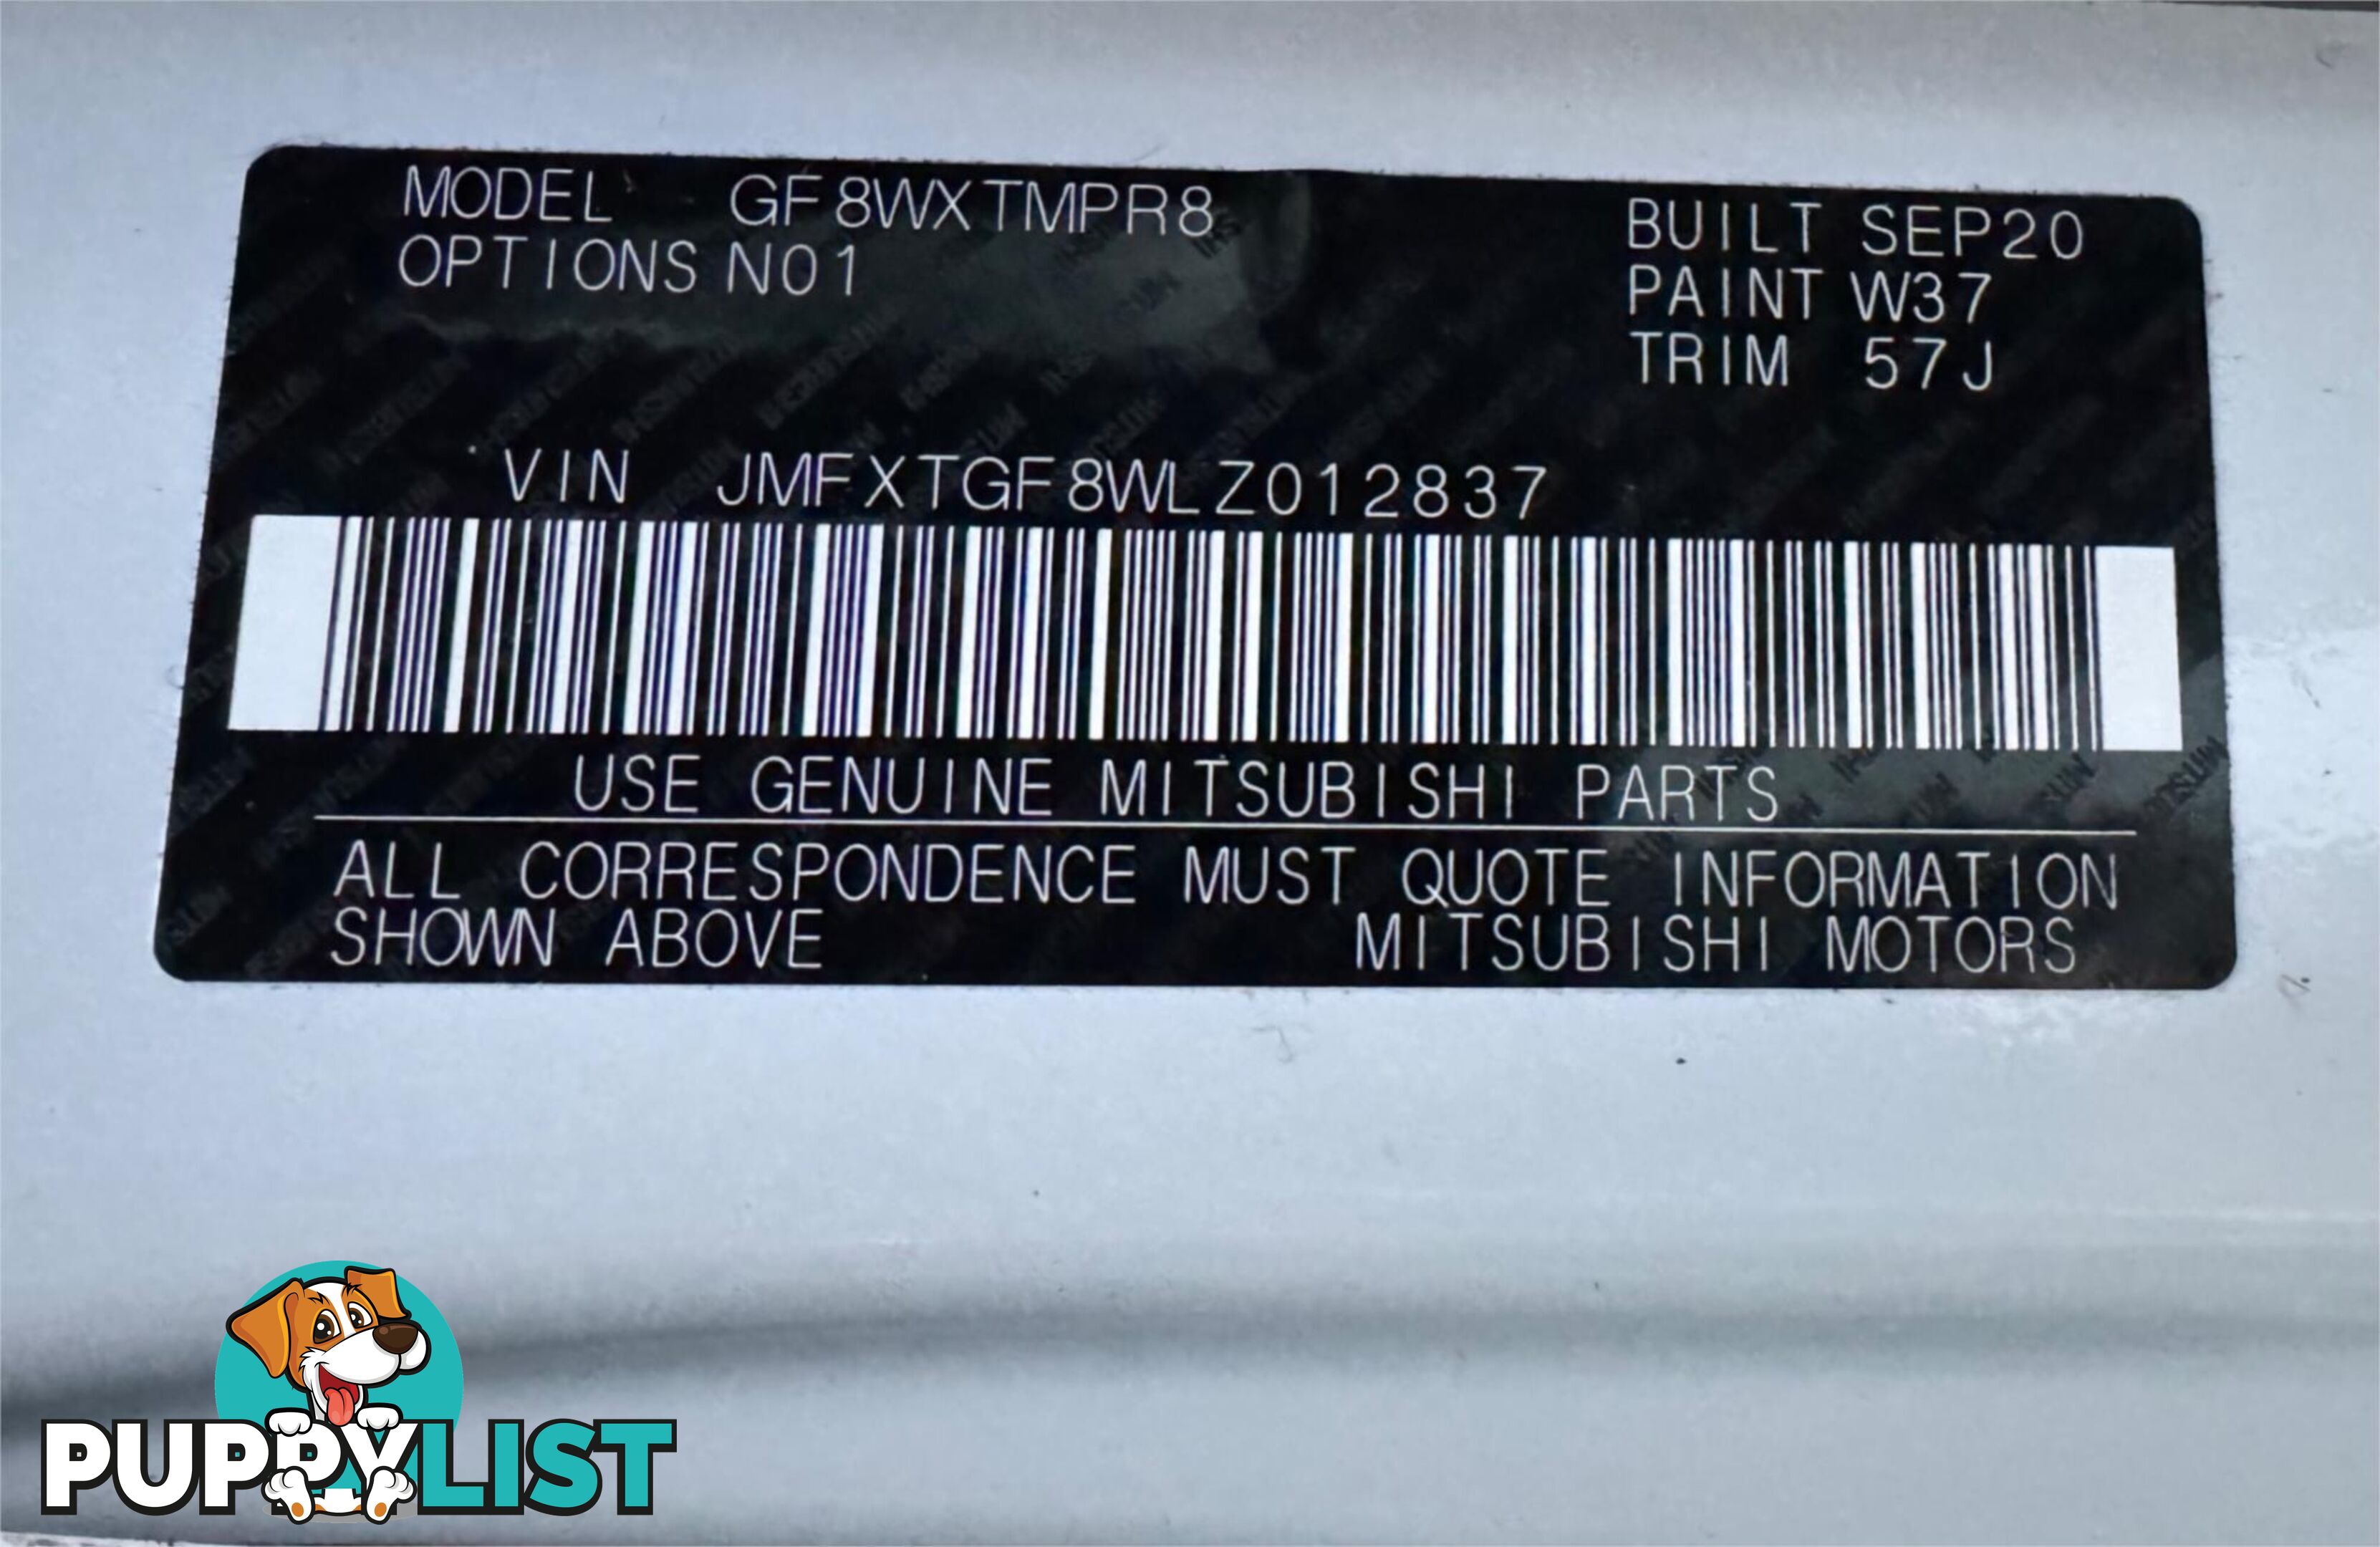 MODEL GF8WXTMPR8
OPTIONS N01
BUILT SEP20
PAINT W37
TRIM 57J
VIN JMFXTGF8WLZ012837
USE GENUINE MITSUBISHI PARTS
ALL CORRESPONDENCE MUST QUOTE INFORMATION
SHOWN ABOVE MITSUBISHI MOTORS
PUPPYLIST